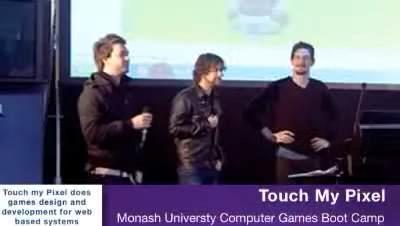 Touch My Pixel
Monash Universty Computer Games Boot Camp
Touch my Pixel does
games design and
development for web
based systems